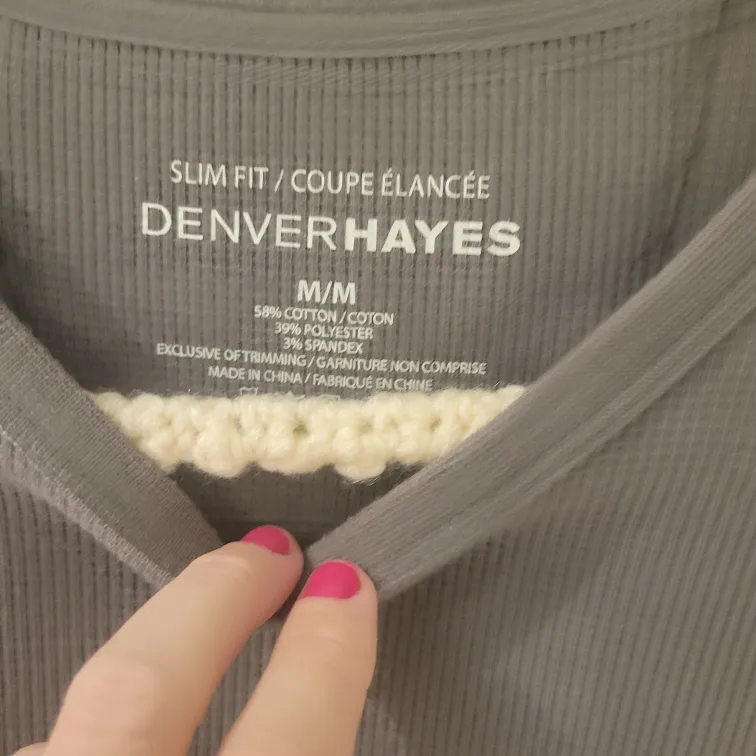 SLIM FIT / COUPE ÉLANCÉE
DENVERHAYES
M/M
58% COTTON / COTON
39% POLYESTER
3% SPANDEX
EXCLUSIVE OF TRIMMING / GARNITURE NON COMPRISE
MADE IN CHINA / FABRIQUÉ EN CHINE